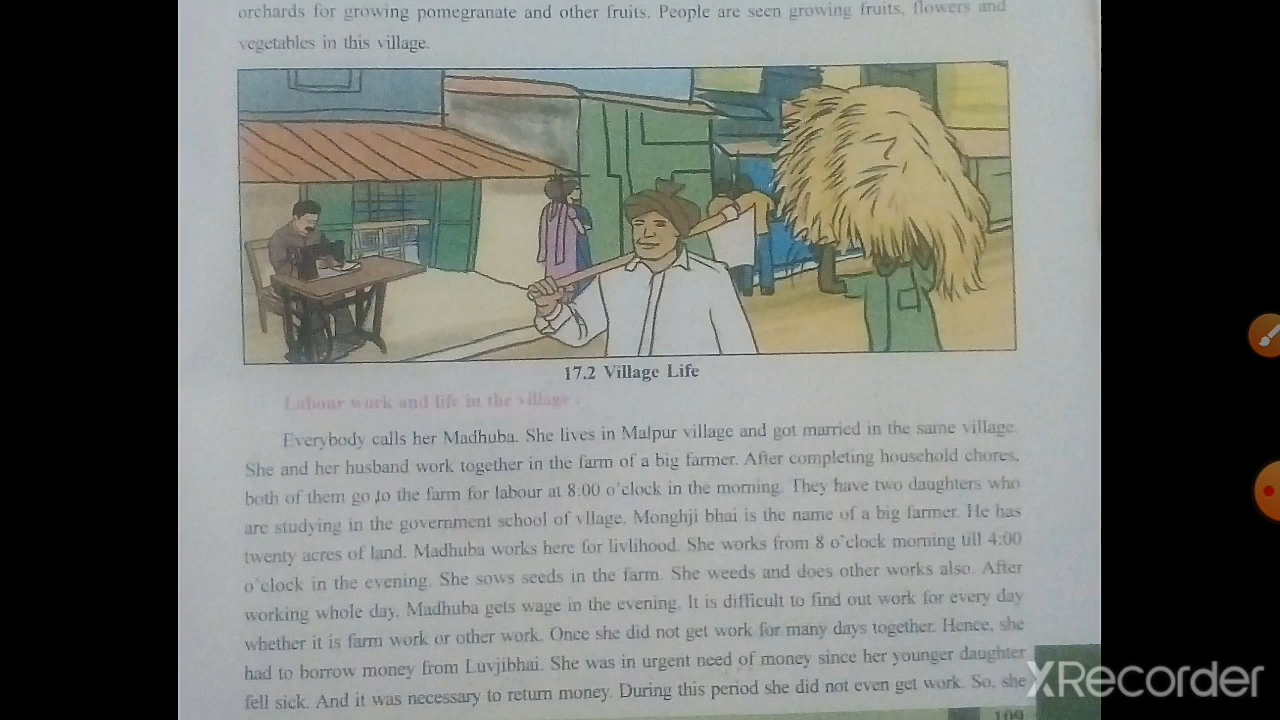 orchards for growing pomegranate and other fruits. People are seen growing fruits, flowers and
vegetables in this village.
17.2 Village Life
Labour work and life in the village :
Everybody calls her Madhuba. She lives in Malpur village and got married in the same village.
She and her husband work together in the farm of a big farmer. After completing household chores,
both of them go to the farm for labour at 8:00 o'clock in the morning. They have two daughters who
are studying in the government school of vllage. Monghji bhai is the name of a big farmer. He has
twenty acres of land. Madhuba works here for livlihood. She works from 8 o'clock morning till 4:00
o'clock in the evening. She sows seeds in the farm. She weeds and does other works also. After
working whole day, Madhuba gets wage in the evening. It is difficult to find out work for every day
whether it is farm work or other work. Once she did not get work for many days together. Hence, she
had to borrow money from Luvjibhai. She was in urgent need of money since her younger daughter
fell sick. And it was necessary to return money. During this period she did not even get work. So, she
XRecorder
109